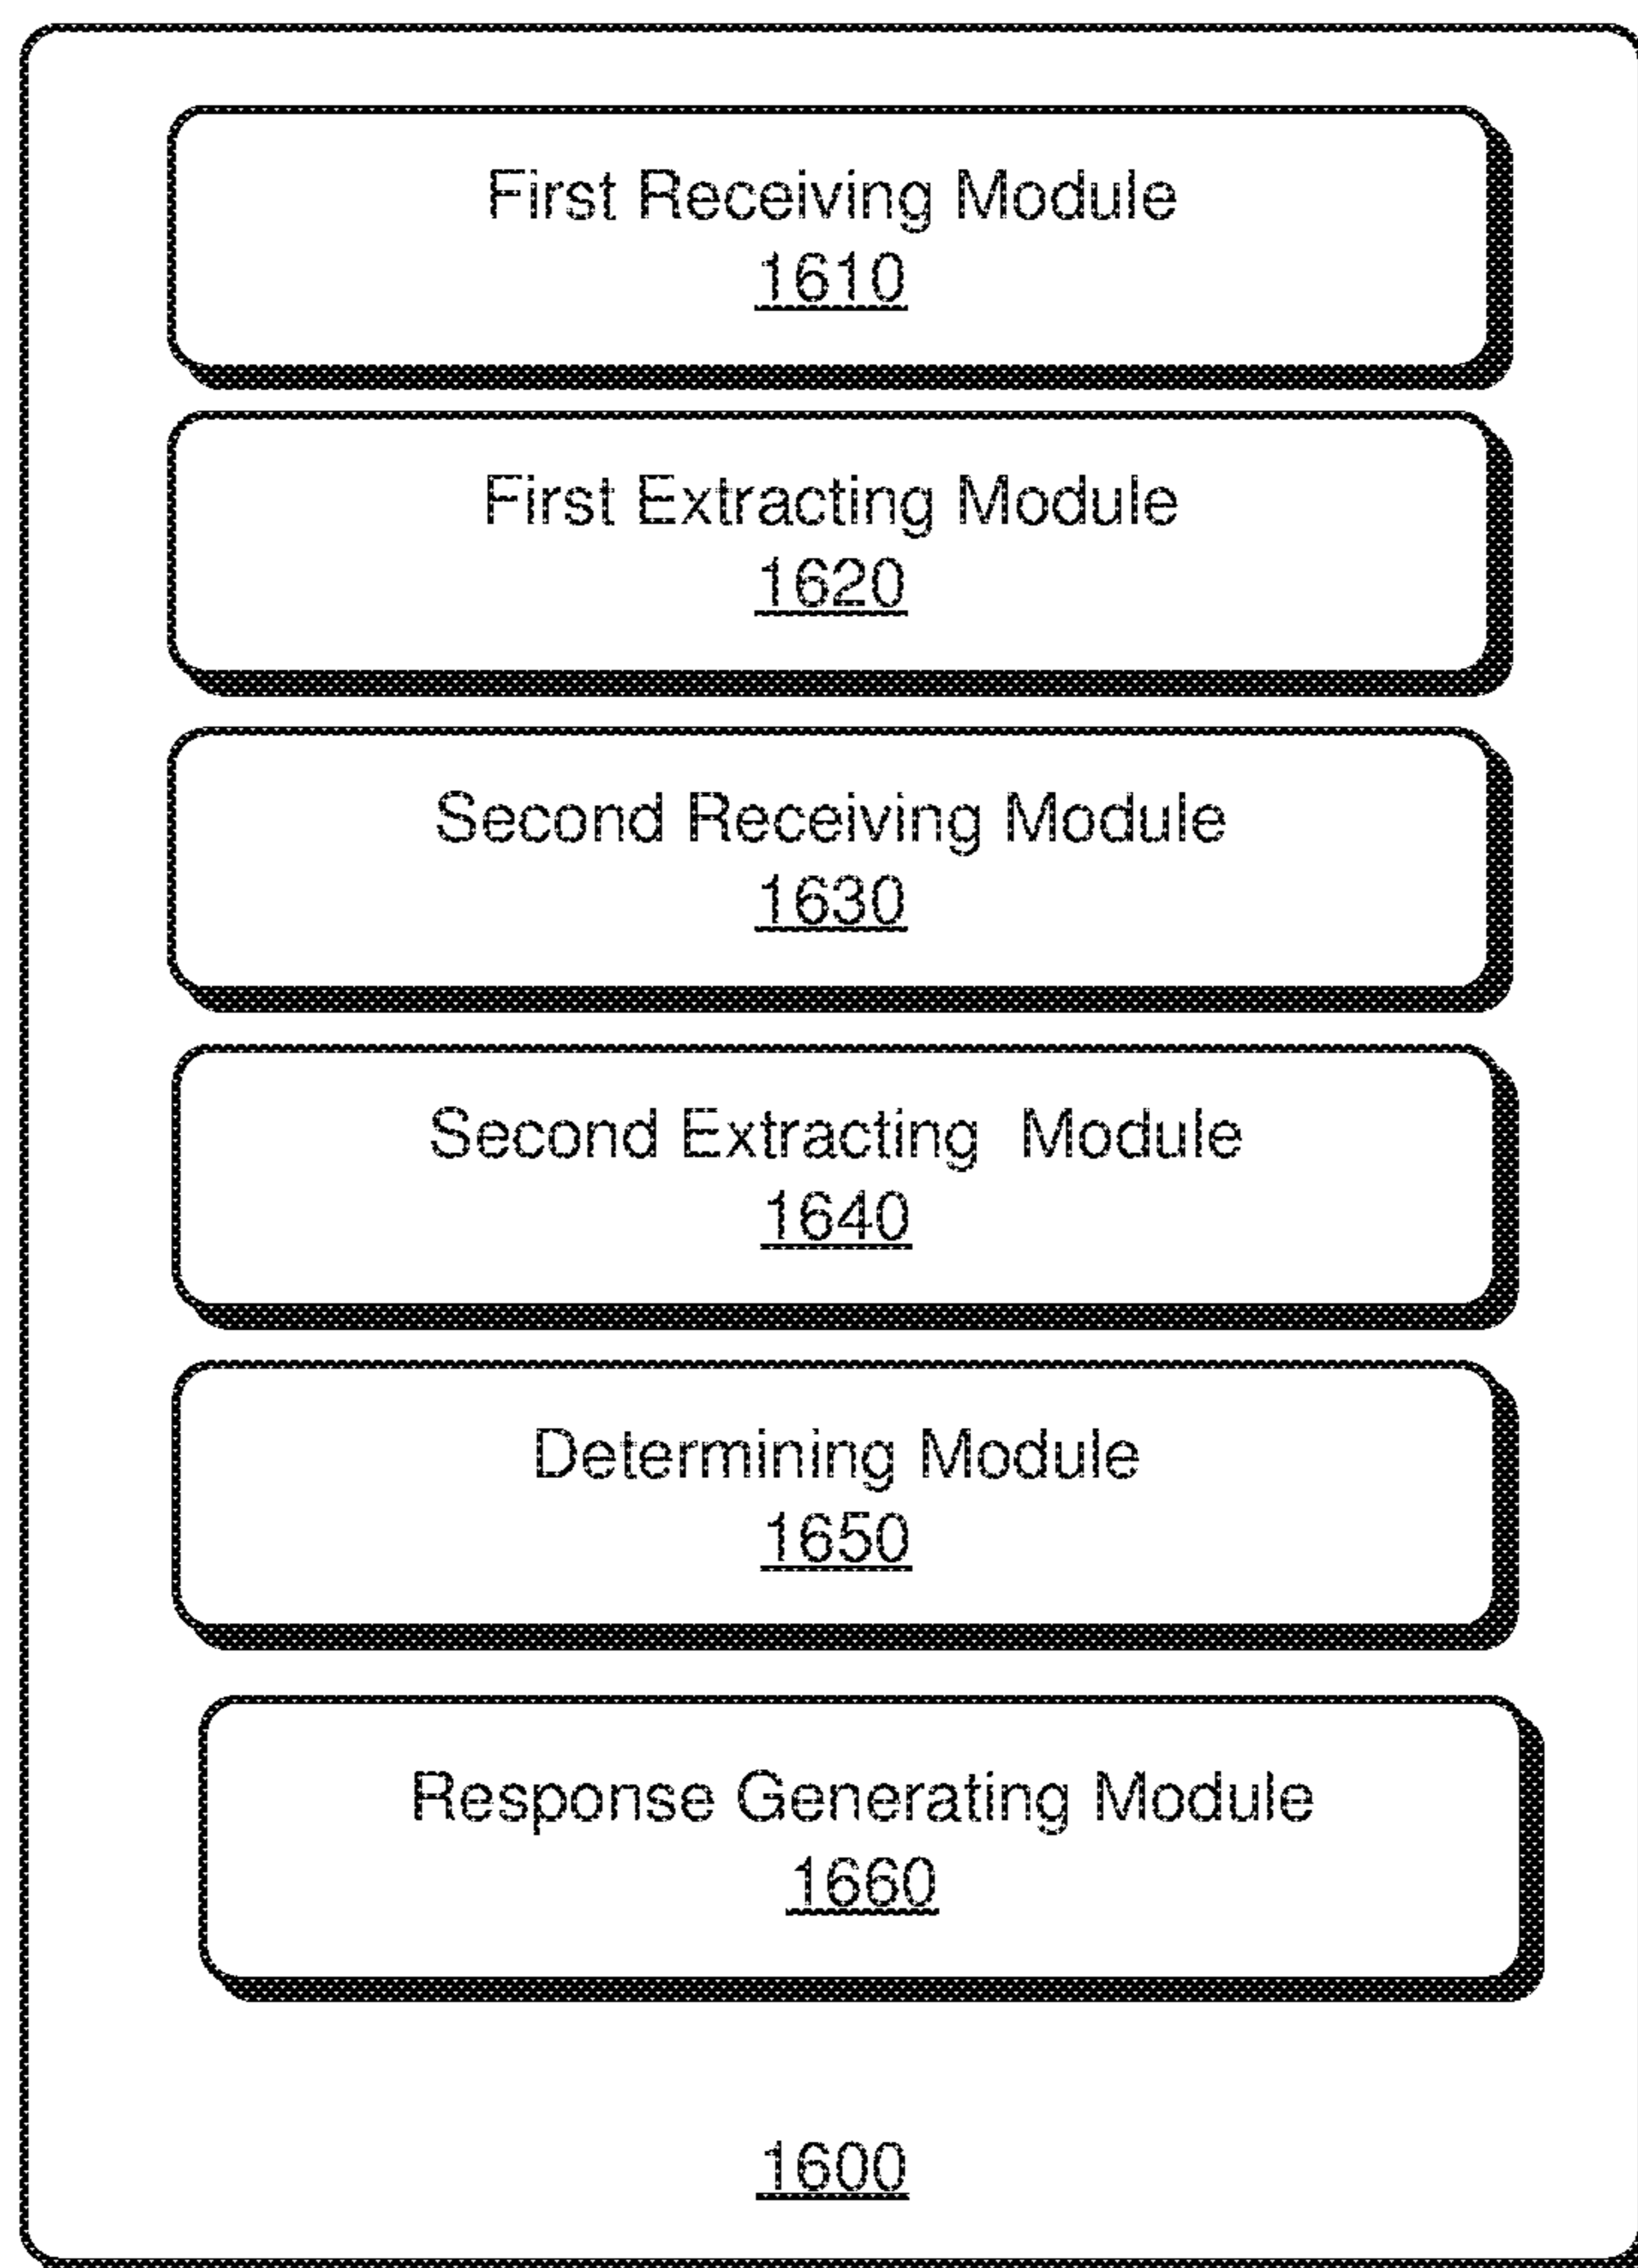 First Receiving Module
1610
First Extracting Module
1620
Second Receiving Module
1630
Second Extracting Module
1640
Determining Module
1650
Response Generating Module
1660
1600